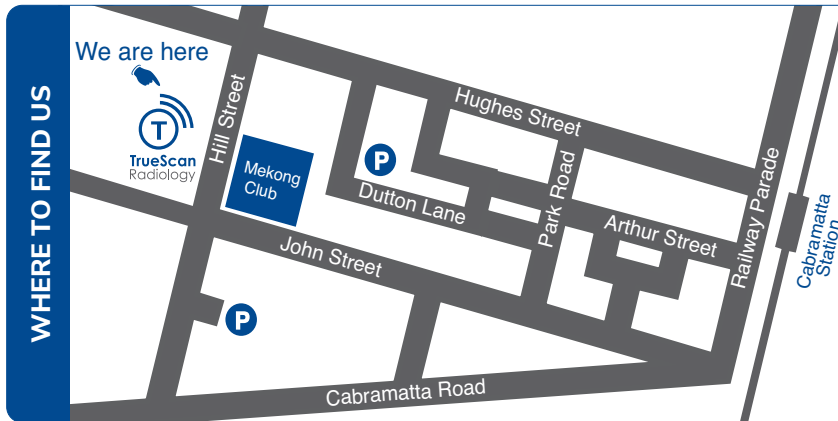 WHERE TO FIND US
We are here
T
TrueScan
Radiology
Hill Street
Mekong
Club
P
Dutton Lane
Hughes Street
Park Road
Arthur Street
Railway Parade
Cabramatta
Station
John Street
P
Cabramatta Road